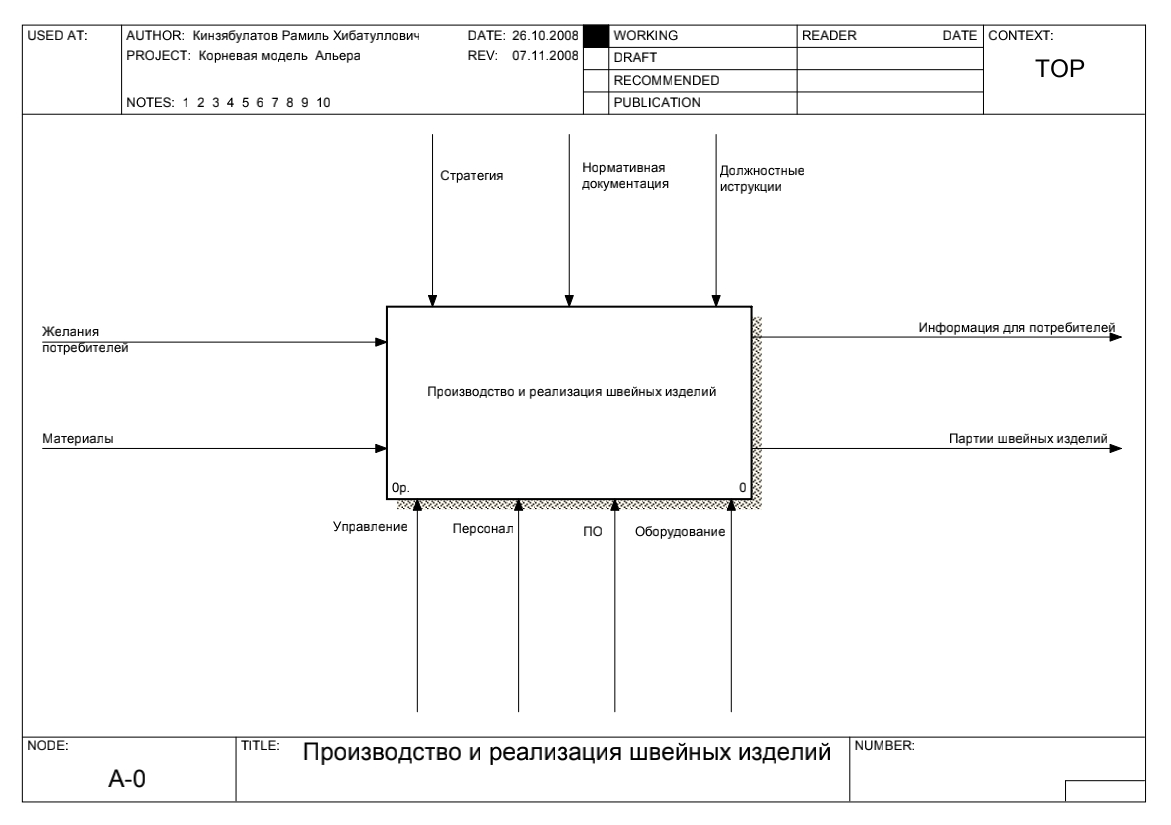 USED AT:
AUTHOR: Кинзябулатов Рамиль Хибатуллович
DATE: 26.10.2008
PROJECT: Корневая модель Альера
REV: 07.11.2008
NOTES: 1 2 3 4 5 6 7 8 9 10
WORKING
DRAFT
RECOMMENDED
PUBLICATION
READER
DATE
CONTEXT:
TOP
Стратегия
Нормативная
документация
Должностные
иструкции
Желания
потребителей
Информация для потребителей
Производство и реализация швейных изделий
Материалы
Партии швейных изделий
0р.
0
Управление
Персонал
ПО
Оборудование
NODE:
A-0
TITLE:
Производство и реализация швейных изделий
NUMBER: